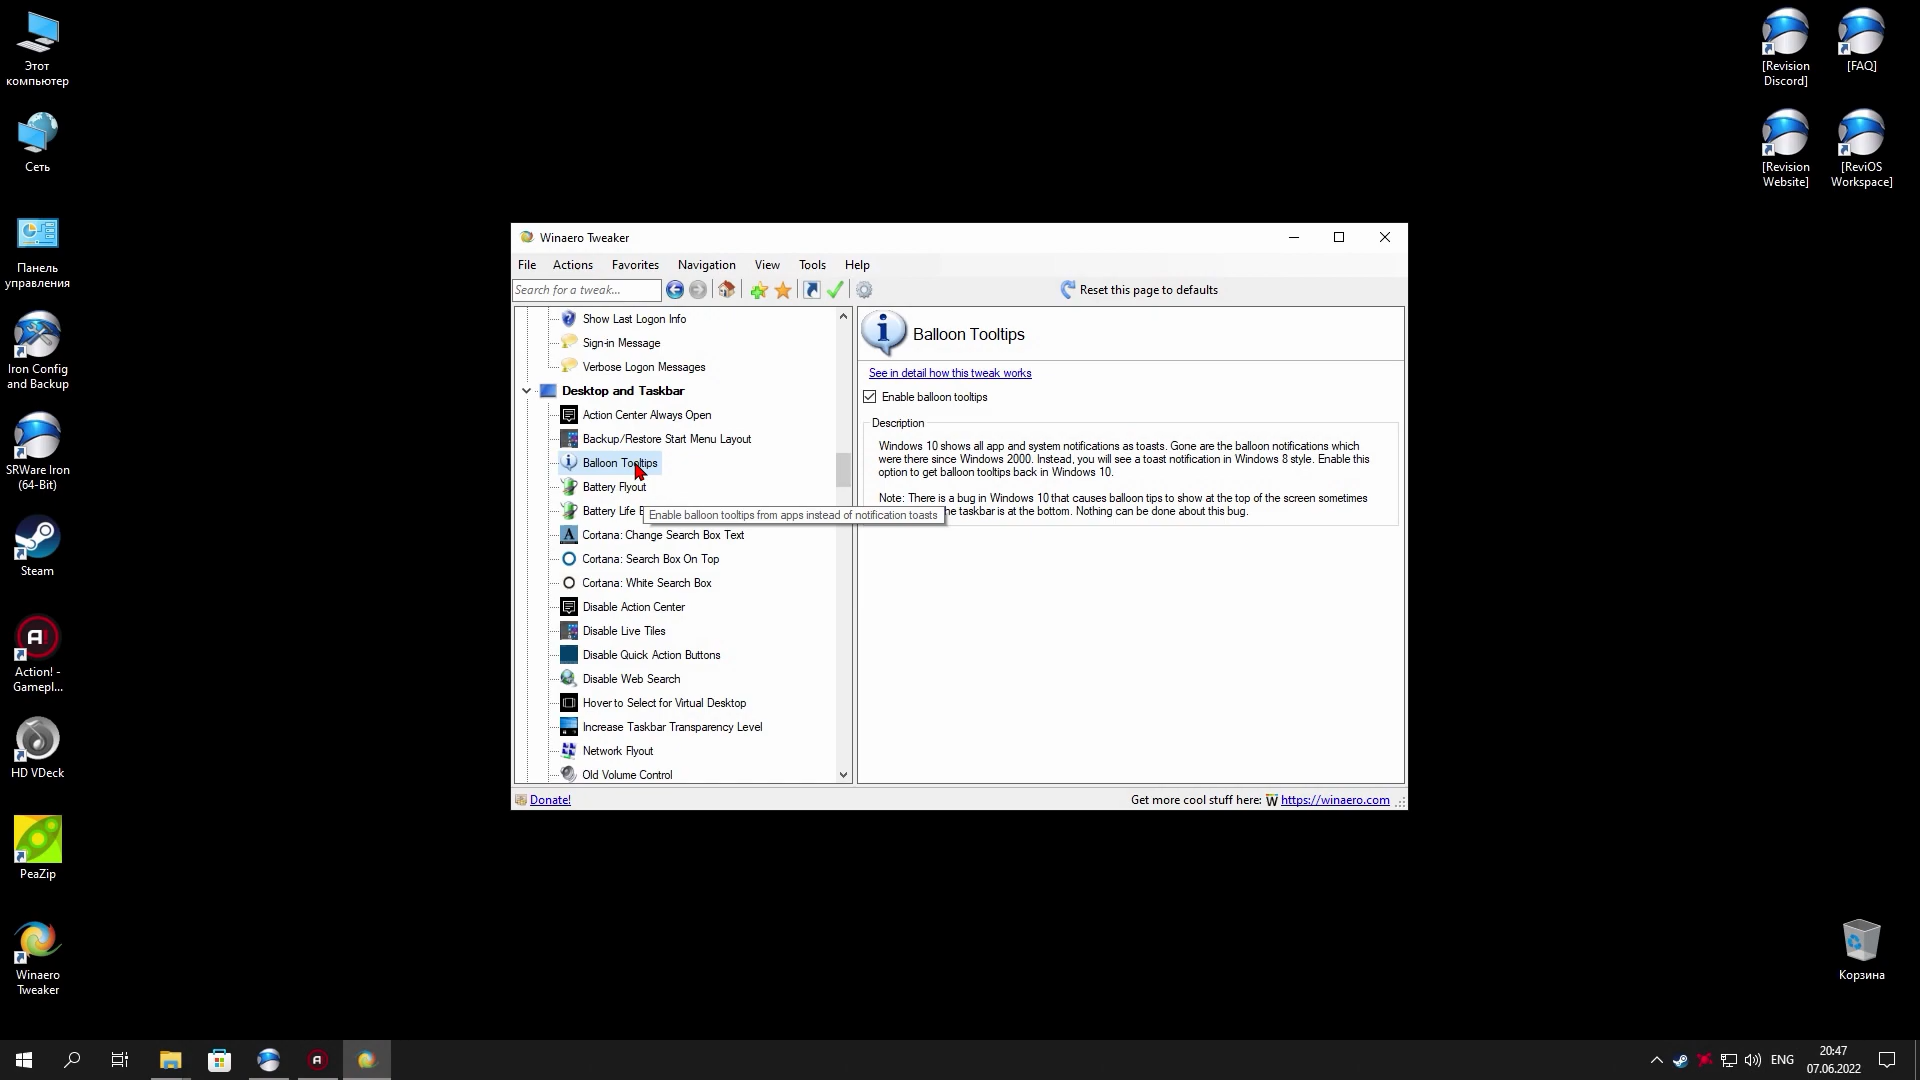 Этот
компьютер
Сеть
Панель
управления
Iron Config
and Backup
SRWare Iron
(64-Bit)
Steam
Action! -
Gamepl...
HD VDeck
PeaZip
Winaero
Tweaker
[Revision
Discord]
[FAQ]
[Revision
Website]
[ReviOS
Workspace]
Корзина
Winaero Tweaker
File Actions Favorites Navigation View Tools Help
Search for a tweak...
Reset this page to defaults
Show Last Logon Info
Sign-in Message
Verbose Logon Messages
Desktop and Taskbar
Action Center Always Open
Backup/Restore Start Menu Layout
Balloon Tooltips
Battery Flyout
Battery Life
Enable balloon tooltips from apps instead of notification toasts
Cortana: Change Search Box Text
Cortana: Search Box On Top
Cortana: White Search Box
Disable Action Center
Disable Live Tiles
Disable Quick Action Buttons
Disable Web Search
Hover to Select for Virtual Desktop
Increase Taskbar Transparency Level
Network Flyout
Old Volume Control
Balloon Tooltips
See in detail how this tweak works
Enable balloon tooltips
Description
Windows 10 shows all app and system notifications as toasts. Gone are the balloon notifications which
were there since Windows 2000. Instead, you will see a toast notification in Windows 8 style. Enable this
option to get balloon tooltips back in Windows 10.
Note: There is a bug in Windows 10 that causes balloon tips to show at the top of the screen sometimes
he taskbar is at the bottom. Nothing can be done about this bug.
Donate!
Get more cool stuff here: W https://winaero.com
ENG
20:47
07.06.2022